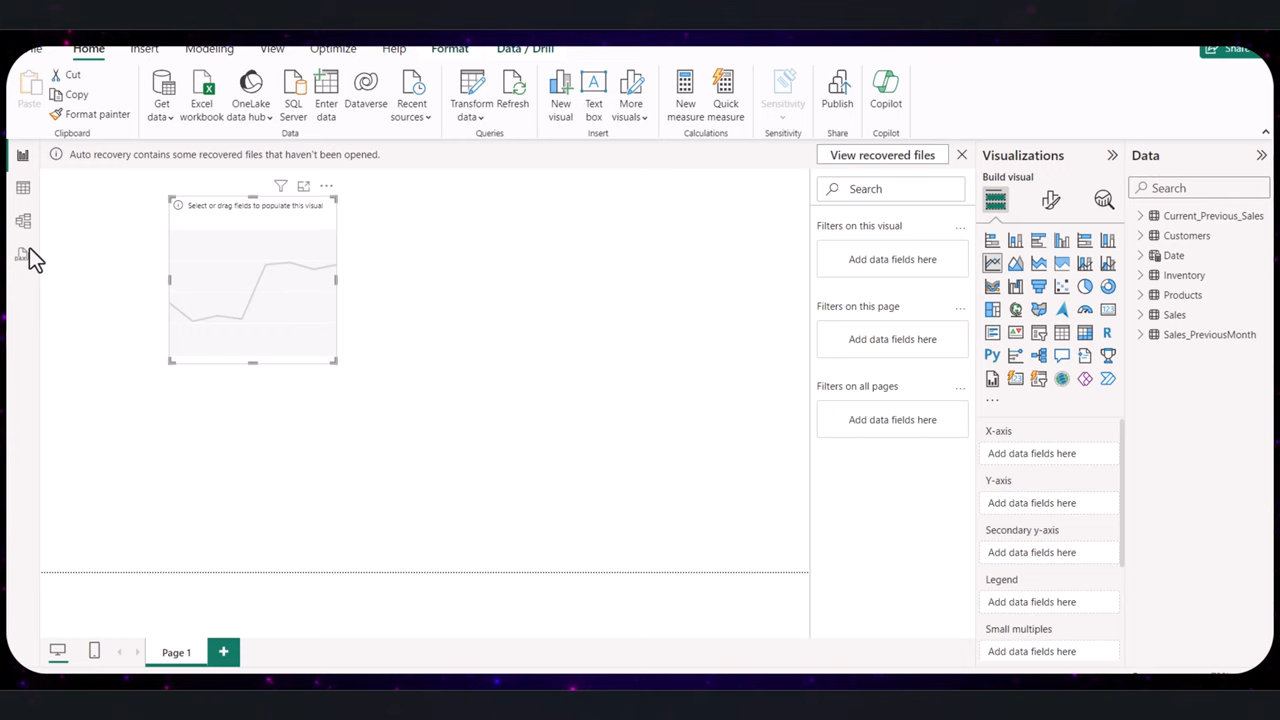 File Home Insert Modeling View Optimize Help Format Data / Drill Share
Paste
Cut
Copy
Format painter
Clipboard
Get data
Excel workbook
OneLake data hub
SQL Server
Enter data
Dataverse
Recent sources
Data
Transform data
Refresh
Queries
New visual
Text box
More visuals
Insert
New measure
Quick measure
Calculations
Sensitivity
Sensitivity
Publish
Share
Copilot
Copilot
Auto recovery contains some recovered files that haven't been opened.
View recovered files
Select or drag fields to populate this visual
Search
Filters on this visual ...
Add data fields here
Filters on this page ...
Add data fields here
Filters on all pages ...
Add data fields here
Visualizations
Build visual
R
Py
123
...
X-axis
Add data fields here
Y-axis
Add data fields here
Secondary y-axis
Add data fields here
Legend
Add data fields here
Small multiples
Add data fields here
Data
Search
Current_Previous_Sales
Customers
Date
Inventory
Products
Sales
Sales_PreviousMonth
Page 1